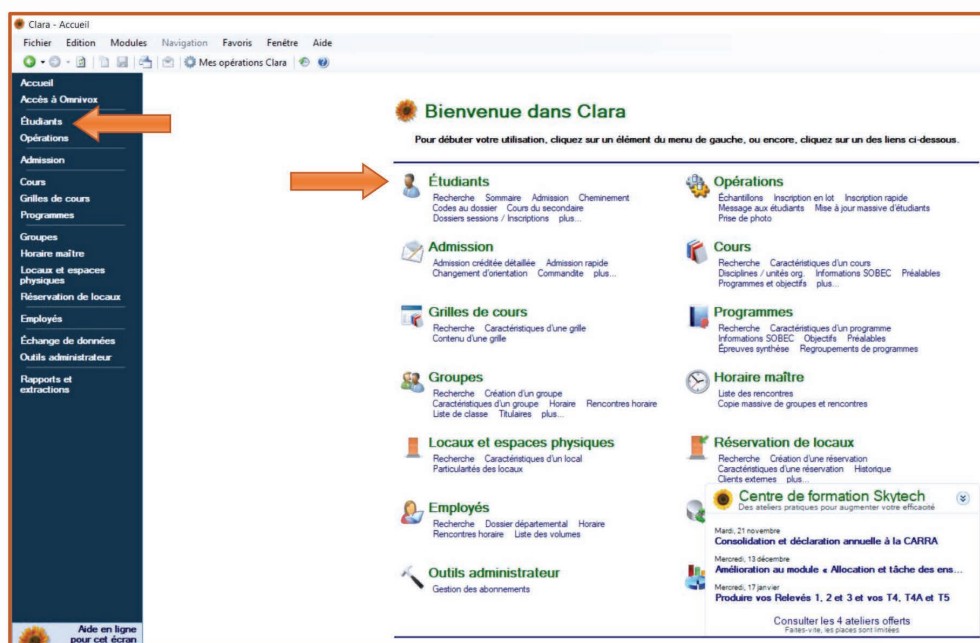 Clara - Accueil
Fichier Edition Modules Navigation Favoris Fenêtre Aide
Mes opérations Clara
Accueil
Accès à Omnivox
Étudiants
Opérations
Admission
Cours
Grilles de cours
Programmes
Groupes
Horaire maître
Locaux et espaces
physiques
Réservation de locaux
Employés
Échange de données
Outils administrateur
Rapports et
extractions
Aide en ligne
pour cet écran
Bienvenue dans Clara
Pour débuter votre utilisation, cliquez sur un élément du menu de gauche, ou encore, cliquez sur un des liens ci-dessous.
Étudiants
Recherche Sommaire Admission Cheminement
Codes au dossier Cours du secondaire
Dossiers sessions / Inscriptions plus...
Opérations
Échantillons Inscription en lot Inscription rapide
Message aux étudiants Mise à jour massive d'étudiants
Prise de photo
Admission
Admission créditée détaillée Admission rapide
Changement d'orientation Commandite plus...
Cours
Recherche Caractéristiques d'un cours
Disciplines / unités org. Informations SOBEC Préalables
Programmes et objectifs plus...
Grilles de cours
Recherche Caractéristiques d'une grille
Contenu d'une grille
Programmes
Recherche Caractéristiques d'un programme
Informations SOBEC Objectifs Préalables
Épreuves synthèse Regroupements de programmes
Groupes
Recherche Création d'un groupe
Caractéristiques d'un groupe Horaire Rencontres horaire
Liste de classe Titulaires plus...
Horaire maître
Liste des rencontres
Copie massive de groupes et rencontres
Locaux et espaces physiques
Recherche Caractéristiques d'un local
Particularités des locaux
Réservation de locaux
Recherche Création d'une réservation
Caractéristiques d'une réservation Historique
Clients externes plus...
Employés
Recherche Dossier départemental Horaire
Rencontres horaire Liste des volumes
Outils administrateur
Gestion des abonnements
Centre de formation Skytech
Des ateliers pratiques pour augmenter votre efficacité
Mardi, 21 novembre
Consolidation et déclaration annuelle à la CARRA
Mercredi, 13 décembre
Amélioration au module « Allocation et tâche des ens...
Mercredi, 17 janvier
Produire vos Relevés 1, 2 et 3 et vos T4, T4A et T5
Consulter les 4 ateliers offerts
Faites-vite, les places sont limitées